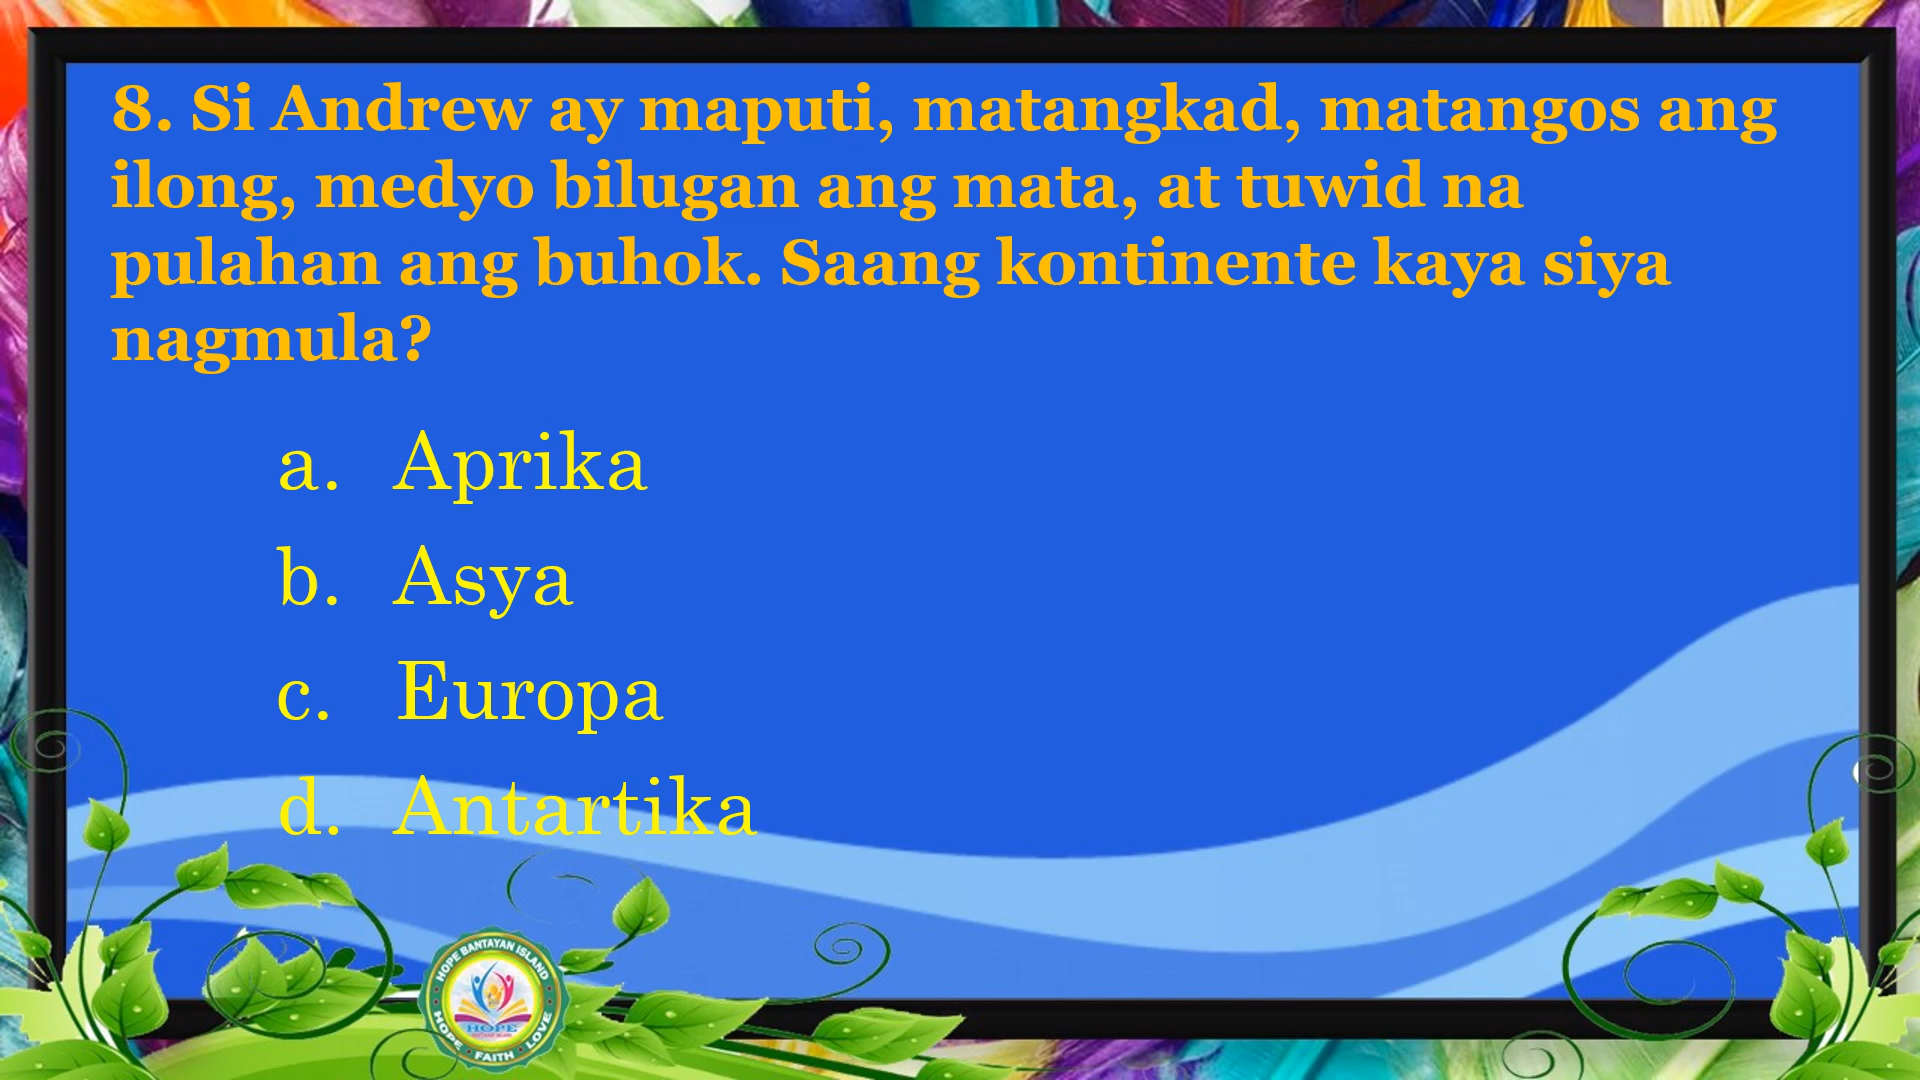 8. Si Andrew ay maputi, matangkad, matangos ang
ilong, medyo bilugan ang mata, at tuwid na
pulahan ang buhok. Saang kontinente kaya siya
nagmula?
a. Aprika
b. Asya
c. Europa
d. Antartika
HOPE BANTAYAN ISLAND
HOPE
HOPE • FAITH • LOVE